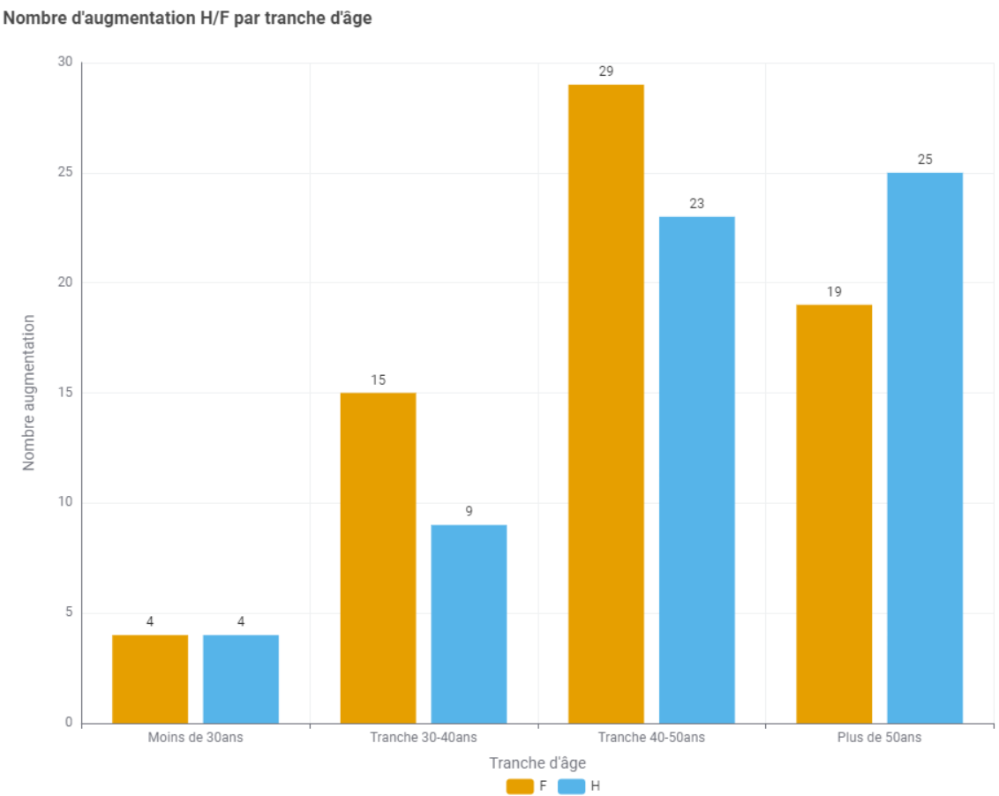 Nombre d'augmentation H/F par tranche d'âge
30
29
25
25
23
20
19
Nombre augmentation
15
15
10
9
5
4
4
0
Moins de 30ans
Tranche 30-40ans
Tranche 40-50ans
Plus de 50ans
Tranche d'âge
F
H